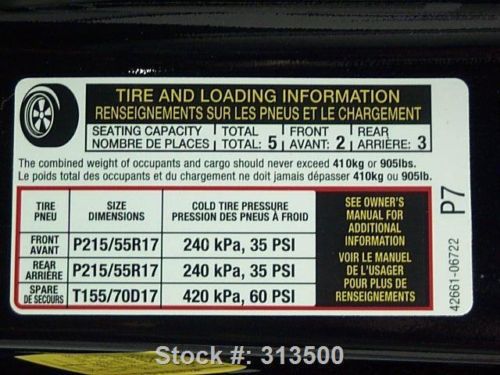 TIRE AND LOADING INFORMATION
RENSEIGNEMENTS SUR LES PNEUS ET LE CHARGEMENT
SEATING CAPACITY TOTAL FRONT REAR
NOMBRE DE PLACES TOTAL: 5 AVANT: 2 ARRIÈRE: 3
The combined weight of occupants and cargo should never exceed 410kg or 905lbs.
Le poids total des occupants et du chargement ne doit jamais dépasser 410kg ou 905lb.
TIRE SIZE COLD TIRE PRESSURE
PNEU DIMENSIONS PRESSION DES PNEUS À FROID
FRONT
AVANT P215/55R17 240 kPa, 35 PSI
REAR
ARRIÈRE P215/55R17 240 kPa, 35 PSI
SPARE
DE SECOURS T155/70D17 420 kPa, 60 PSI
SEE OWNER'S
MANUAL FOR
ADDITIONAL
INFORMATION
VOIR LE MANUEL
DE L'USAGER
POUR PLUS DE
RENSEIGNEMENTS
P7
42661-06722
Stock #: 313500